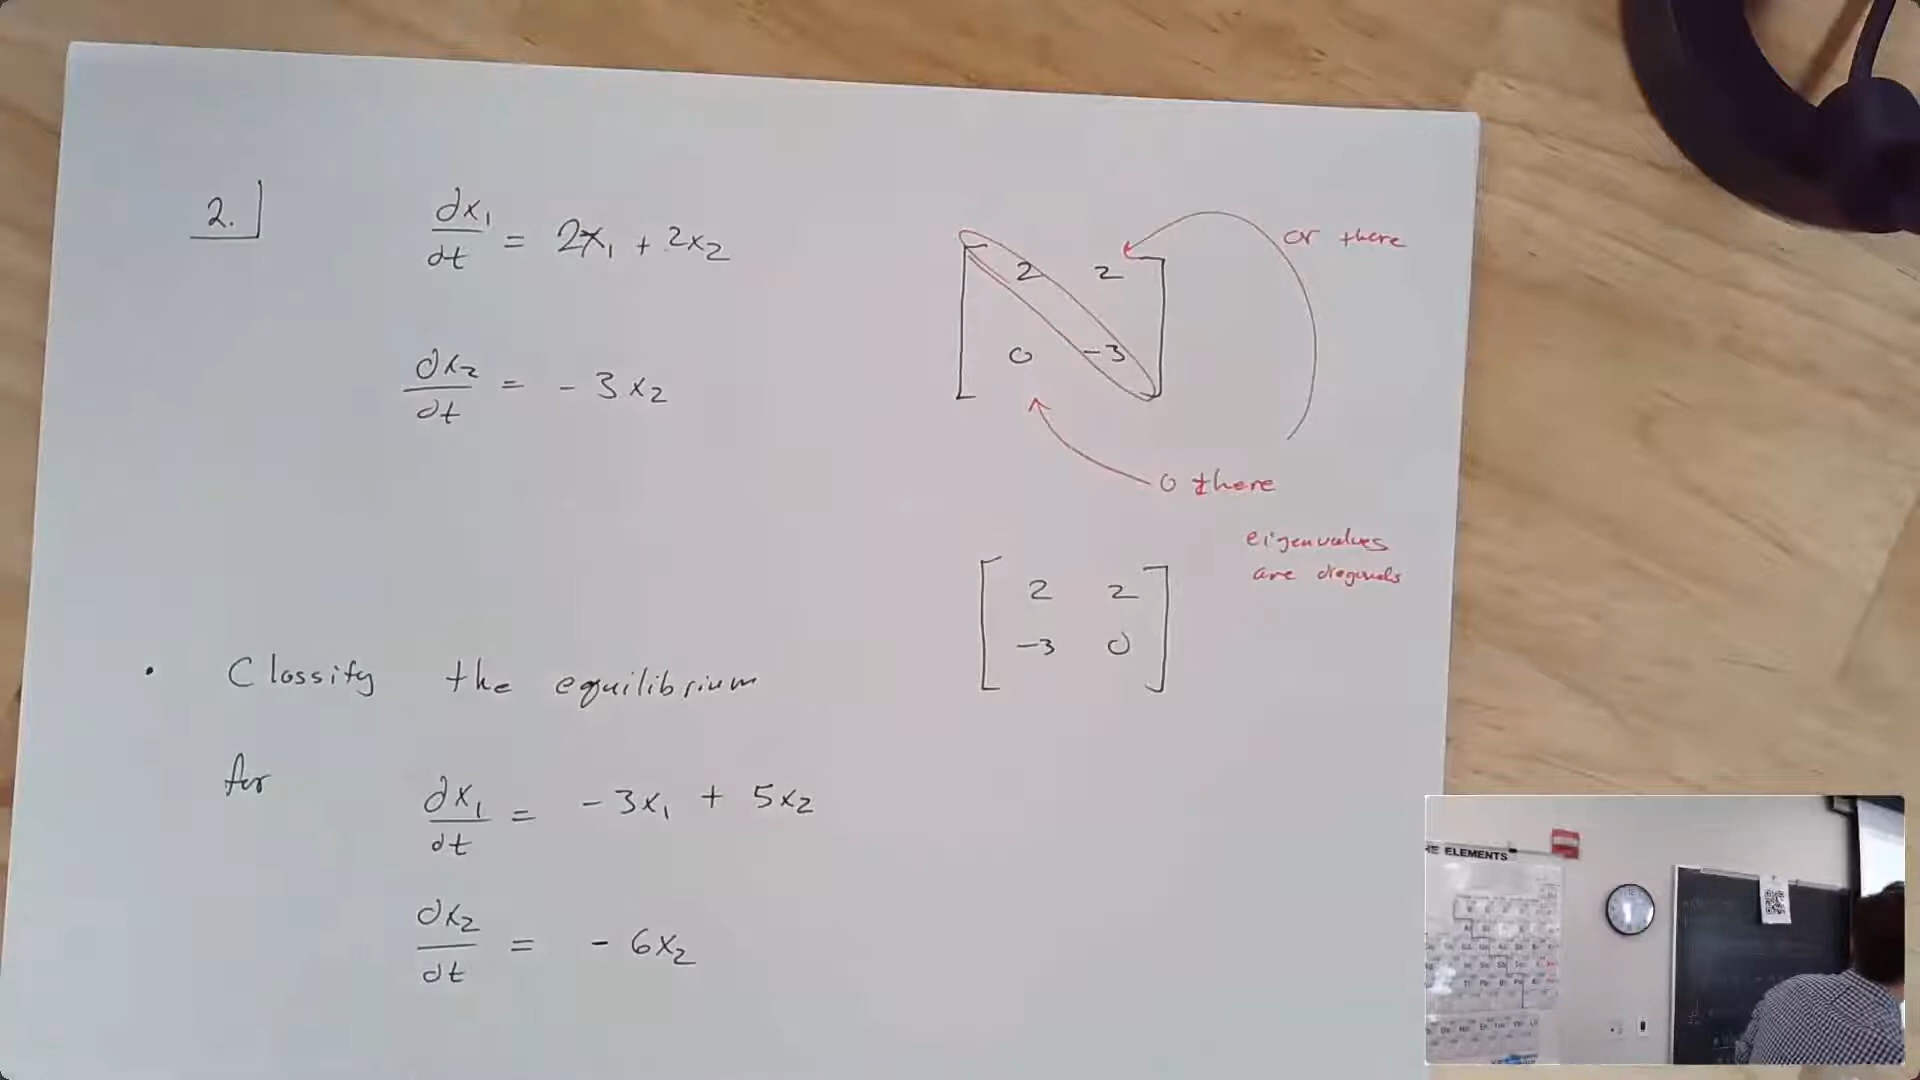 2.
dx₁/dt = 2x₁ + 2x₂
dx₂/dt = - 3x₂
[ 2 2
0 -3 ]
or there
0 there
eigenvalues
are diagonals
[ 2 2
-3 0 ]
• Classify the equilibrium
for
dx₁/dt = - 3x₁ + 5x₂
dx₂/dt = - 6x₂
HE ELEMENTS